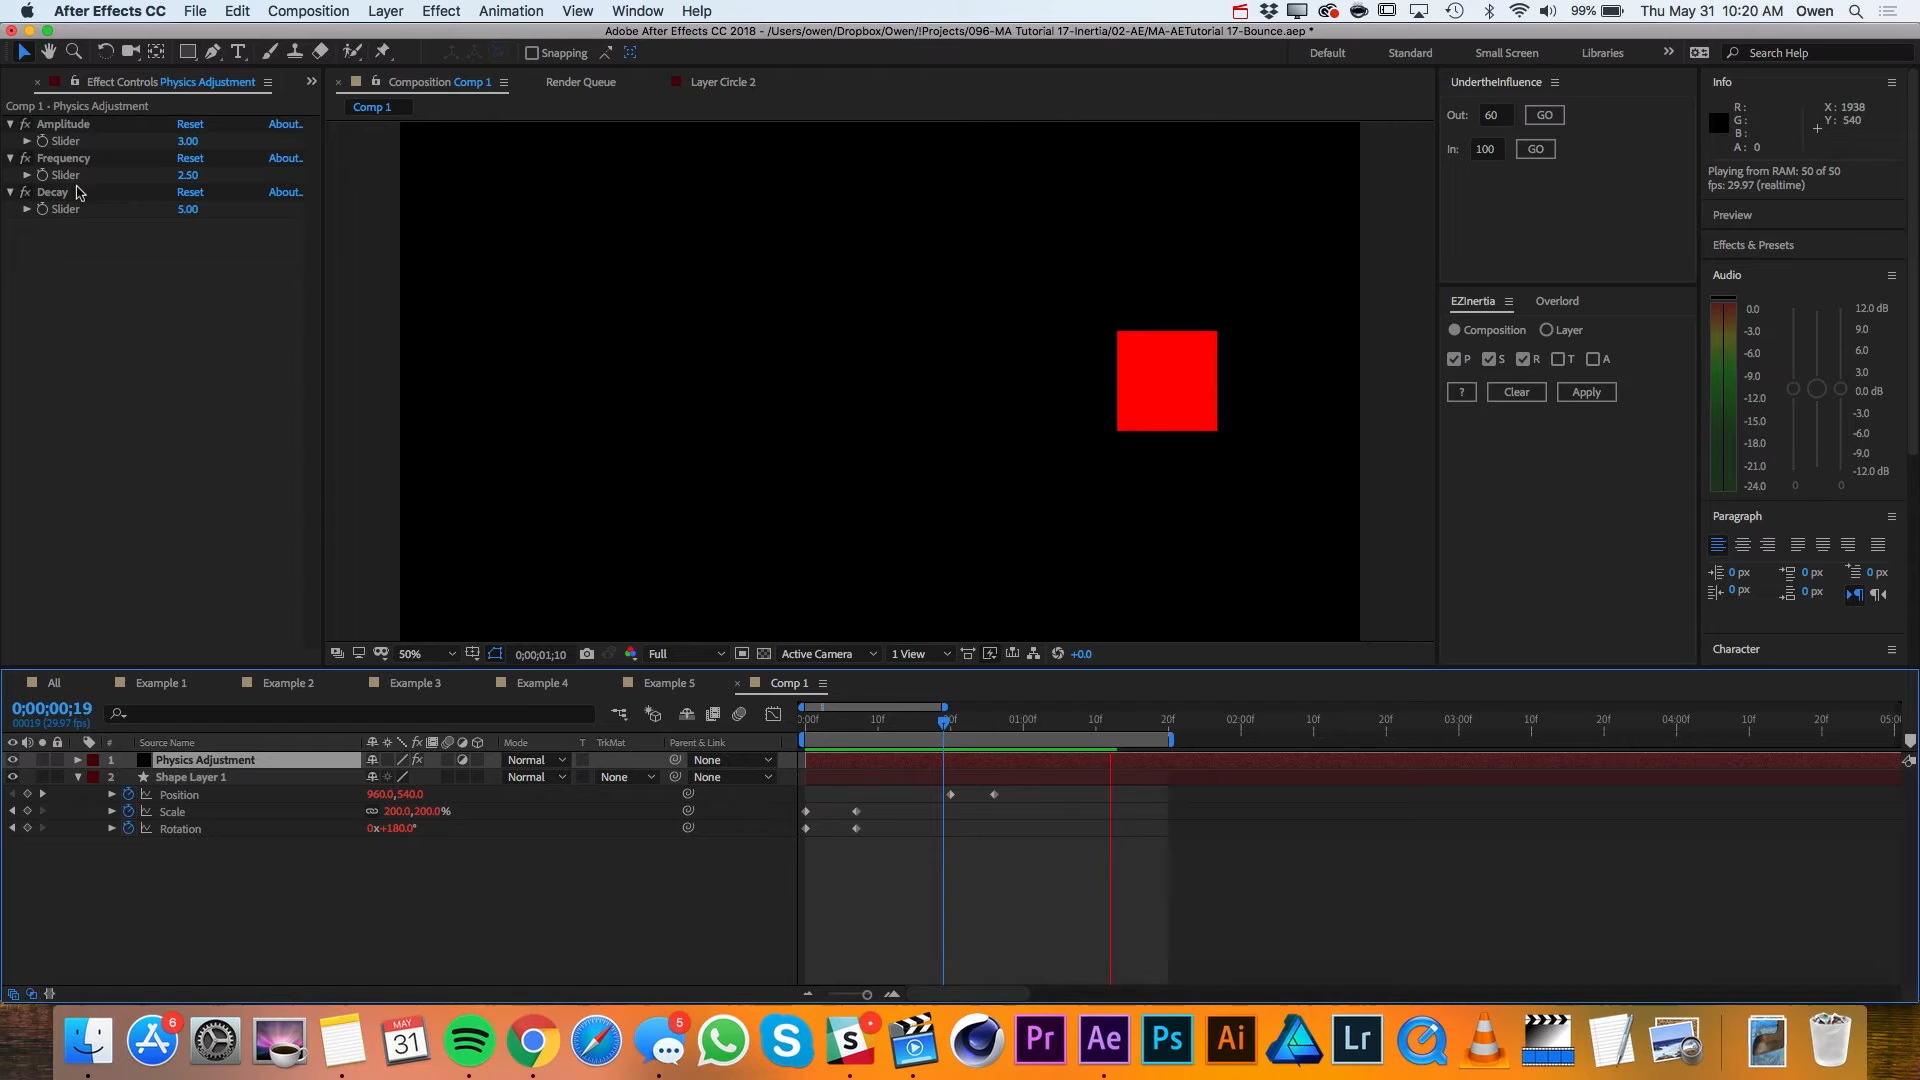 After Effects CC File Edit Composition Layer Effect Animation View Window Help 99% Thu May 31 10:20 AM Owen
Adobe After Effects CC 2018 - /Users/owen/Dropbox/Owen/!Projects/096-MA Tutorial 17-Inertia/02-AE/MA-AETutorial 17-Bounce.aep *
Snapping Default Standard Small Screen Libraries Search Help
Effect Controls Physics Adjustment
Composition Comp 1 Render Queue Layer Circle 2
UndertheInfluence
Info
Comp 1 • Physics Adjustment
Comp 1
Amplitude Reset About..
Slider 3.00
Frequency Reset About..
Slider 2.50
Decay Reset About..
Slider 5.00
Out: 60 GO
In: 100 GO
R: X: 1938
G: Y: 540
B:
A: 0
Playing from RAM: 50 of 50
fps: 29.97 (realtime)
Preview
Effects & Presets
Audio
EZInertia Overlord
Composition Layer
P S R T A
? Clear Apply
0.0 12.0 dB
-3.0 9.0
-6.0 6.0
-9.0 3.0
-12.0 0.0 dB
-15.0 -3.0
-18.0 -6.0
-21.0 -9.0
-24.0 -12.0 dB
0 0
Paragraph
0 px 0 px 0 px
0 px 0 px
Character
50% 0;00;01;10 Full Active Camera 1 View +0.0
All Example 1 Example 2 Example 3 Example 4 Example 5 Comp 1
0;00;00;19
00019 (29.97 fps)
10f 01:00f 10f 20f 02:00f 10f 20f 03:00f 10f 20f 04:00f 10f 20f
# Source Name Mode T TrkMat Parent & Link
1 Physics Adjustment Normal None
2 Shape Layer 1 Normal None None
Position 960.0,540.0
Scale 200.0,200.0%
Rotation 0x+180.0°
6
MAY
31
5
S
S
Pr
Ae
Ps
Ai
Lr